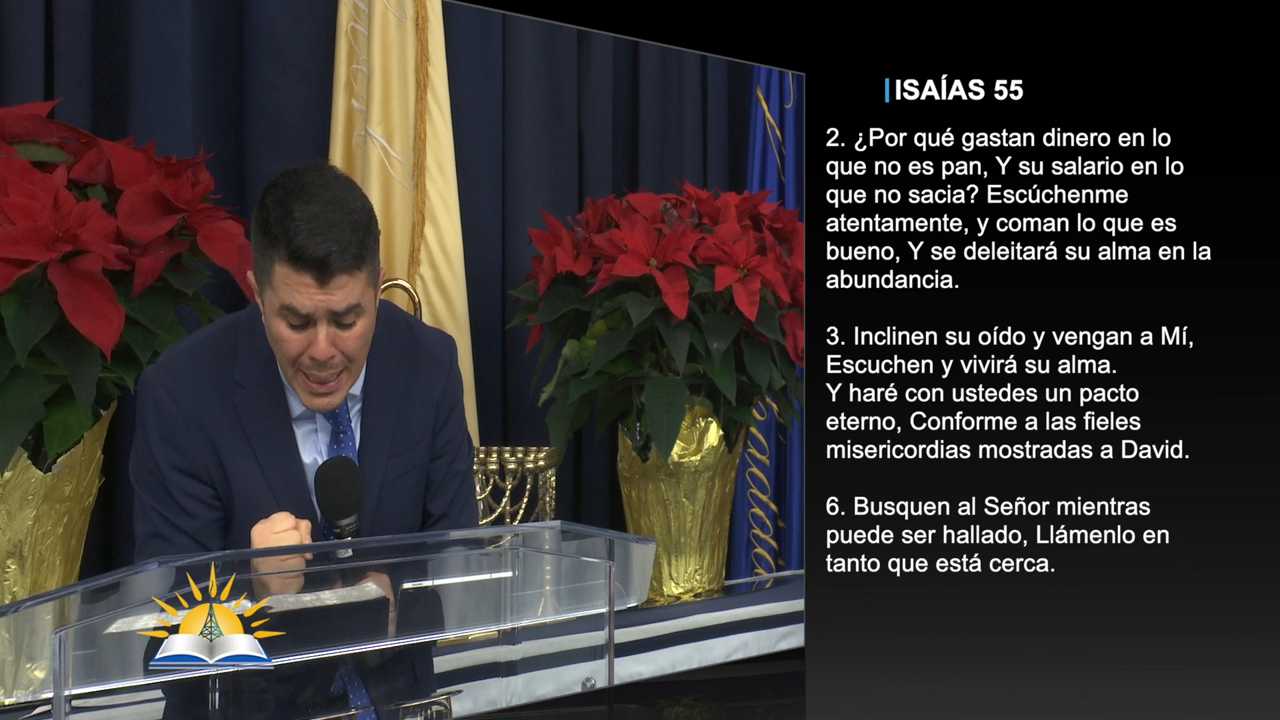 ISAÍAS 55
2. ¿Por qué gastan dinero en lo
que no es pan, Y su salario en lo
que no sacia? Escúchenme
atentamente, y coman lo que es
bueno, Y se deleitará su alma en la
abundancia.
3. Inclinen su oído y vengan a Mí,
Escuchen y vivirá su alma.
Y haré con ustedes un pacto
eterno, Conforme a las fieles
misericordias mostradas a David.
6. Busquen al Señor mientras
puede ser hallado, Llámenlo en
tanto que está cerca.